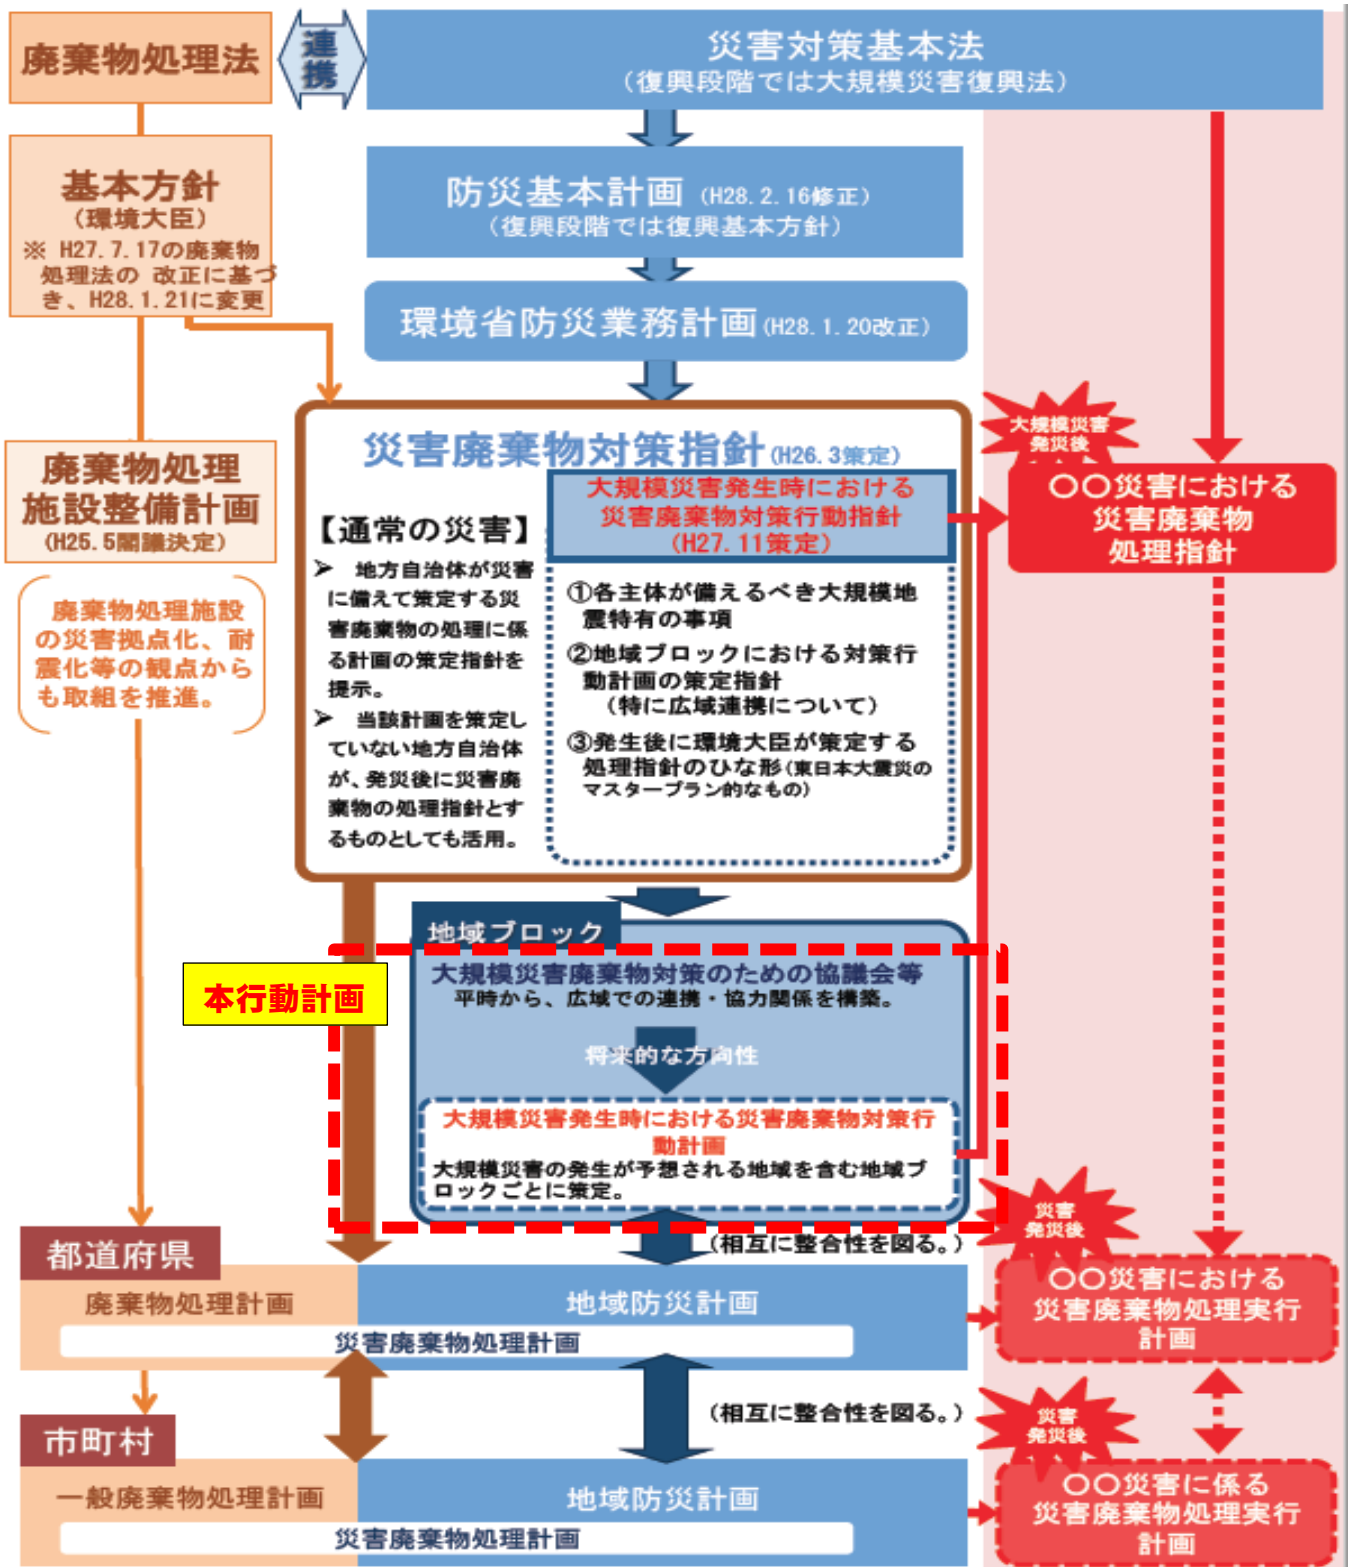 廃棄物処理法
連携
災害対策基本法
(復興段階では大規模災害復興法)
基本方針
(環境大臣)
※ H27.7.17の廃棄物
処理法の 改正に基づ
き、H28.1.21に変更
防災基本計画 (H28.2.16修正)
(復興段階では復興基本方針)
環境省防災業務計画(H28.1.20改正)
廃棄物処理
施設整備計画
(H25.5閣議決定)
廃棄物処理施設
の災害拠点化、耐
震化等の観点から
も取組を推進。
災害廃棄物対策指針(H26.3策定)
【通常の災害】
➢ 地方自治体が災害
に備えて策定する災
害廃棄物の処理に係
る計画の策定指針を
提示。
➢ 当該計画を策定し
ていない地方自治体
が、発災後に災害廃
棄物の処理指針とす
るものとしても活用。
大規模災害発生時における
災害廃棄物対策行動指針
(H27.11策定)
①各主体が備えるべき大規模地
震特有の事項
②地域ブロックにおける対策行
動計画の策定指針
(特に広域連携について)
③発生後に環境大臣が策定する
処理指針のひな形(東日本大震災の
マスタープラン的なもの)
大規模災害
発災後
〇〇災害における
災害廃棄物
処理指針
地域ブロック
大規模災害廃棄物対策のための協議会等
平時から、広域での連携・協力関係を構築。
本行動計画
将来的な方向性
大規模災害発生時における災害廃棄物対策行
動計画
大規模災害の発生が予想される地域を含む地域ブ
ロックごとに策定。
(相互に整合性を図る。)
都道府県
廃棄物処理計画
地域防災計画
災害廃棄物処理計画
災害
発災後
〇〇災害における
災害廃棄物処理実行
計画
(相互に整合性を図る。)
市町村
一般廃棄物処理計画
地域防災計画
災害廃棄物処理計画
災害
発災後
〇〇災害に係る
災害廃棄物処理実行
計画